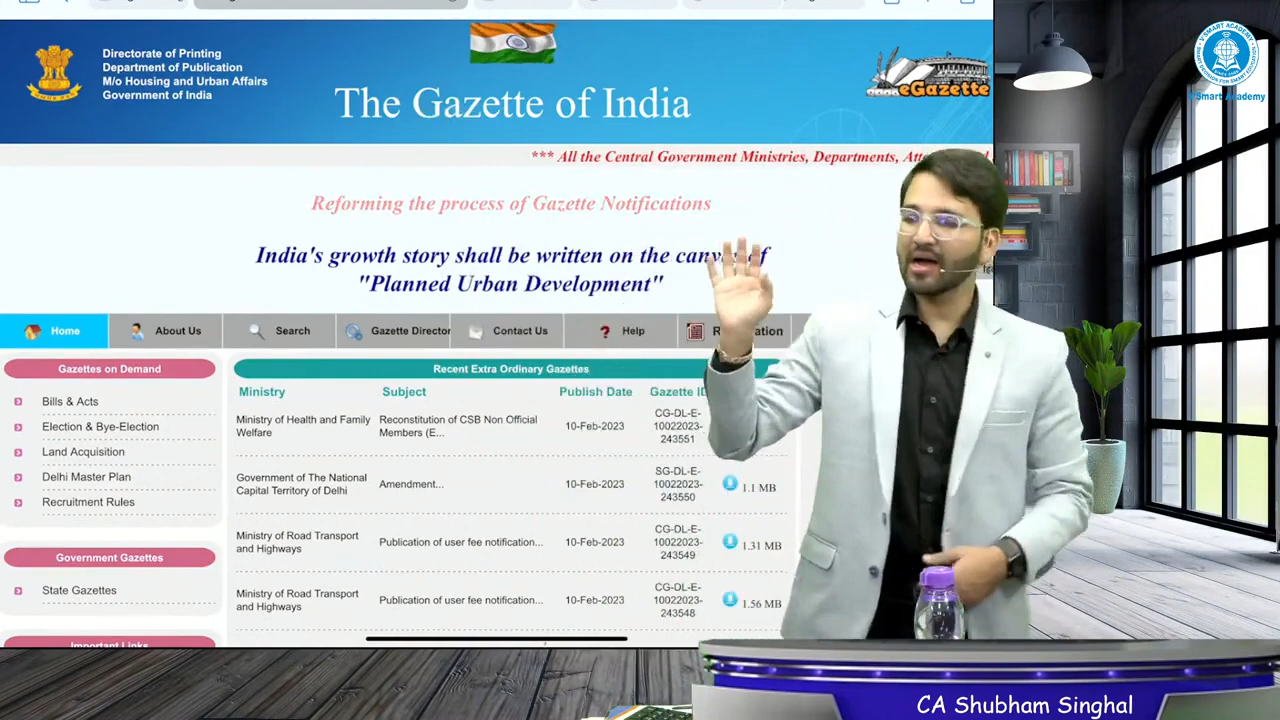 Directorate of Printing
Department of Publication
M/o Housing and Urban Affairs
Government of India
The Gazette of India
eGazette
VSmart Academy
*** All the Central Government Ministries, Departments,
Reforming the process of Gazette Notifications
India's growth story shall be written on the canvas of
"Planned Urban Development"
Home
About Us
Search
Gazette Director
Contact Us
Help
Gazettes on Demand
Bills & Acts
Election & Bye-Election
Land Acquisition
Delhi Master Plan
Recruitment Rules
Government Gazettes
State Gazettes
Important Links
Recent Extra Ordinary Gazettes
Ministry Subject Publish Date Gazette ID
Ministry of Health and Family Welfare Reconstitution of CSB Non Official Members (E... 10-Feb-2023 CG-DL-E-10022023-243551
Government of The National Capital Territory of Delhi Amendment... 10-Feb-2023 SG-DL-E-10022023-243550 1.1 MB
Ministry of Road Transport and Highways Publication of user fee notification... 10-Feb-2023 CG-DL-E-10022023-243549 1.31 MB
Ministry of Road Transport and Highways Publication of user fee notification... 10-Feb-2023 CG-DL-E-10022023-243548 1.56 MB
CA Shubham Singhal